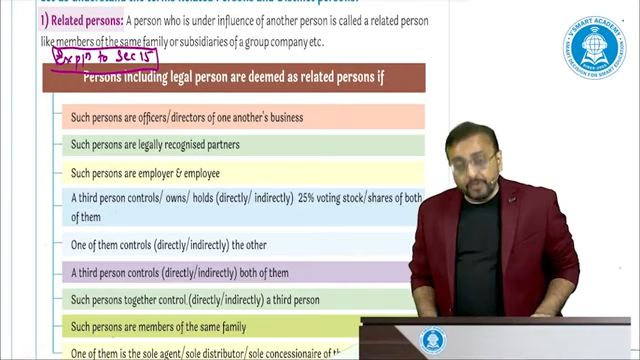 1) Related persons: A person who is under influence of another person is called a related person
like members of the same family or subsidiaries of a group company etc.
Expln to Sec 15
Persons including legal person are deemed as related persons if
Such persons are officers/directors of one another's business
Such persons are legally recognised partners
Such persons are employer & employee
A third person controls/ owns/ holds (directly/ indirectly) 25% voting stock/shares of both
of them
One of them controls (directly/indirectly) the other
A third person controls (directly/indirectly) both of them
Such persons together control (directly/indirectly) a third person
Such persons are members of the same family
One of them is the sole agent/sole distributor/sole concessionaire of
V SMART ACADEMY
SMART DECISION FOR SMART EDUCATION